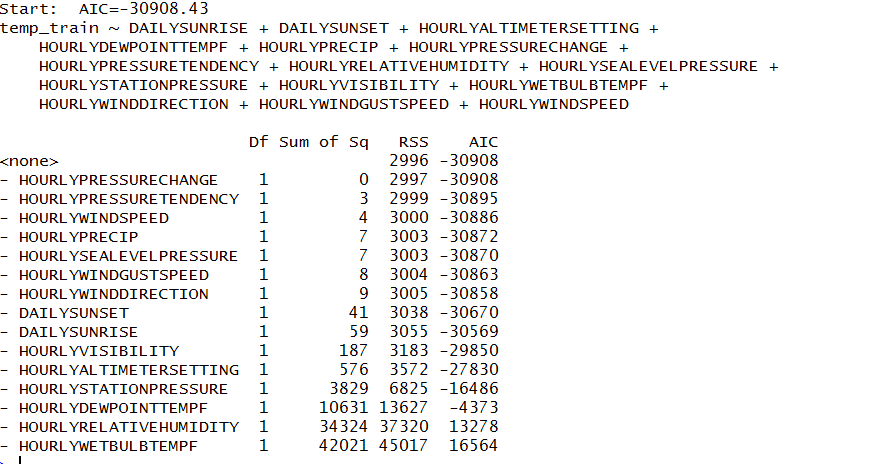 Start:  AIC=-30908.43
temp_train ~ DAILYSUNRISE + DAILYSUNSET + HOURLYALTIMETERSETTING +
    HOURLYDEWPOINTTEMPF + HOURLYPRECIP + HOURLYPRESSURECHANGE +
    HOURLYPRESSURETENDENCY + HOURLYRELATIVEHUMIDITY + HOURLYSEALEVELPRESSURE +
    HOURLYSTATIONPRESSURE + HOURLYVISIBILITY + HOURLYWETBULBTEMPF +
    HOURLYWINDDIRECTION + HOURLYWINDGUSTSPEED + HOURLYWINDSPEED
                         Df Sum of Sq   RSS    AIC
<none>                                 2996 -30908
- HOURLYPRESSURECHANGE    1         0  2997 -30908
- HOURLYPRESSURETENDENCY  1         3  2999 -30895
- HOURLYWINDSPEED         1         4  3000 -30886
- HOURLYPRECIP            1         7  3003 -30872
- HOURLYSEALEVELPRESSURE  1         7  3003 -30870
- HOURLYWINDGUSTSPEED     1         8  3004 -30863
- HOURLYWINDDIRECTION     1         9  3005 -30858
- DAILYSUNSET             1        41  3038 -30670
- DAILYSUNRISE            1        59  3055 -30569
- HOURLYVISIBILITY        1       187  3183 -29850
- HOURLYALTIMETERSETTING  1       576  3572 -27830
- HOURLYSTATIONPRESSURE   1      3829  6825 -16486
- HOURLYDEWPOINTTEMPF     1     10631 13627  -4373
- HOURLYRELATIVEHUMIDITY  1     34324 37320  13278
- HOURLYWETBULBTEMPF      1     42021 45017  16564